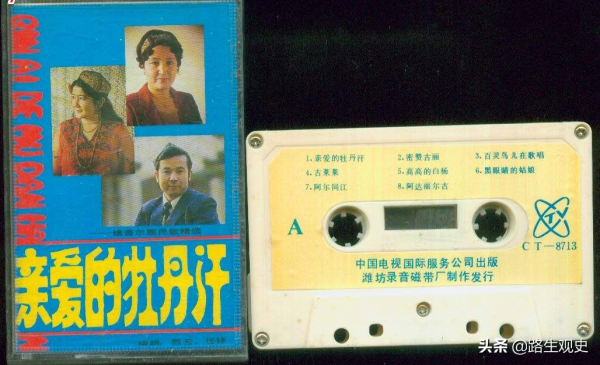 QIN AI DE MU DAN HAN
维吾尔族民歌精选
亲爱的牡丹汗
1.亲爱的牡丹汗 2.密赞古丽 3.百灵鸟儿在歌唱
4.古莱莱 5.高高的白杨 6.黑眼睛的姑娘
7.阿尔同江 8.阿达丽尔古
A
TV
CT—8713
中国电视国际服务公司出版
潍坊录音磁带厂制作发行
头条 @路生观史